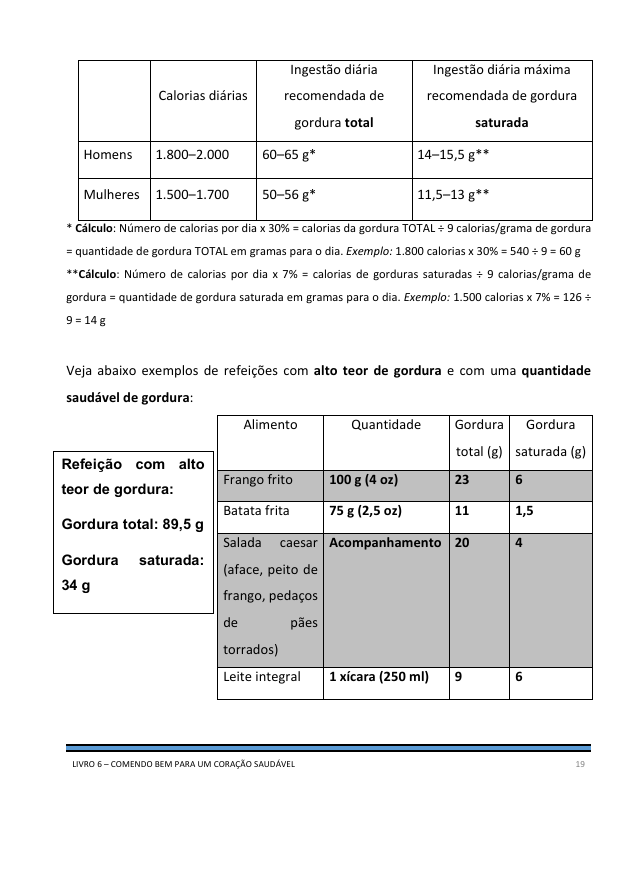 Calorias diárias
Ingestão diária
recomendada de
gordura total
Ingestão diária máxima
recomendada de gordura
saturada
Homens 1.800–2.000 60–65 g* 14–15,5 g**
Mulheres 1.500–1.700 50–56 g* 11,5–13 g**
* Cálculo: Número de calorias por dia x 30% = calorias da gordura TOTAL ÷ 9 calorias/grama de gordura
= quantidade de gordura TOTAL em gramas para o dia. Exemplo: 1.800 calorias x 30% = 540 ÷ 9 = 60 g
**Cálculo: Número de calorias por dia x 7% = calorias de gorduras saturadas ÷ 9 calorias/grama de
gordura = quantidade de gordura saturada em gramas para o dia. Exemplo: 1.500 calorias x 7% = 126 ÷
9 = 14 g
Veja abaixo exemplos de refeições com alto teor de gordura e com uma quantidade
saudável de gordura:
Refeição com alto
teor de gordura:
Gordura total: 89,5 g
Gordura saturada:
34 g
Alimento Quantidade Gordura
total (g)
Gordura
saturada (g)
Frango frito 100 g (4 oz) 23 6
Batata frita 75 g (2,5 oz) 11 1,5
Salada caesar Acompanhamento 20 4
(aface, peito de
frango, pedaços
de pães
torrados)
Leite integral 1 xícara (250 ml) 9 6
LIVRO 6 – COMENDO BEM PARA UM CORAÇÃO SAUDÁVEL 19